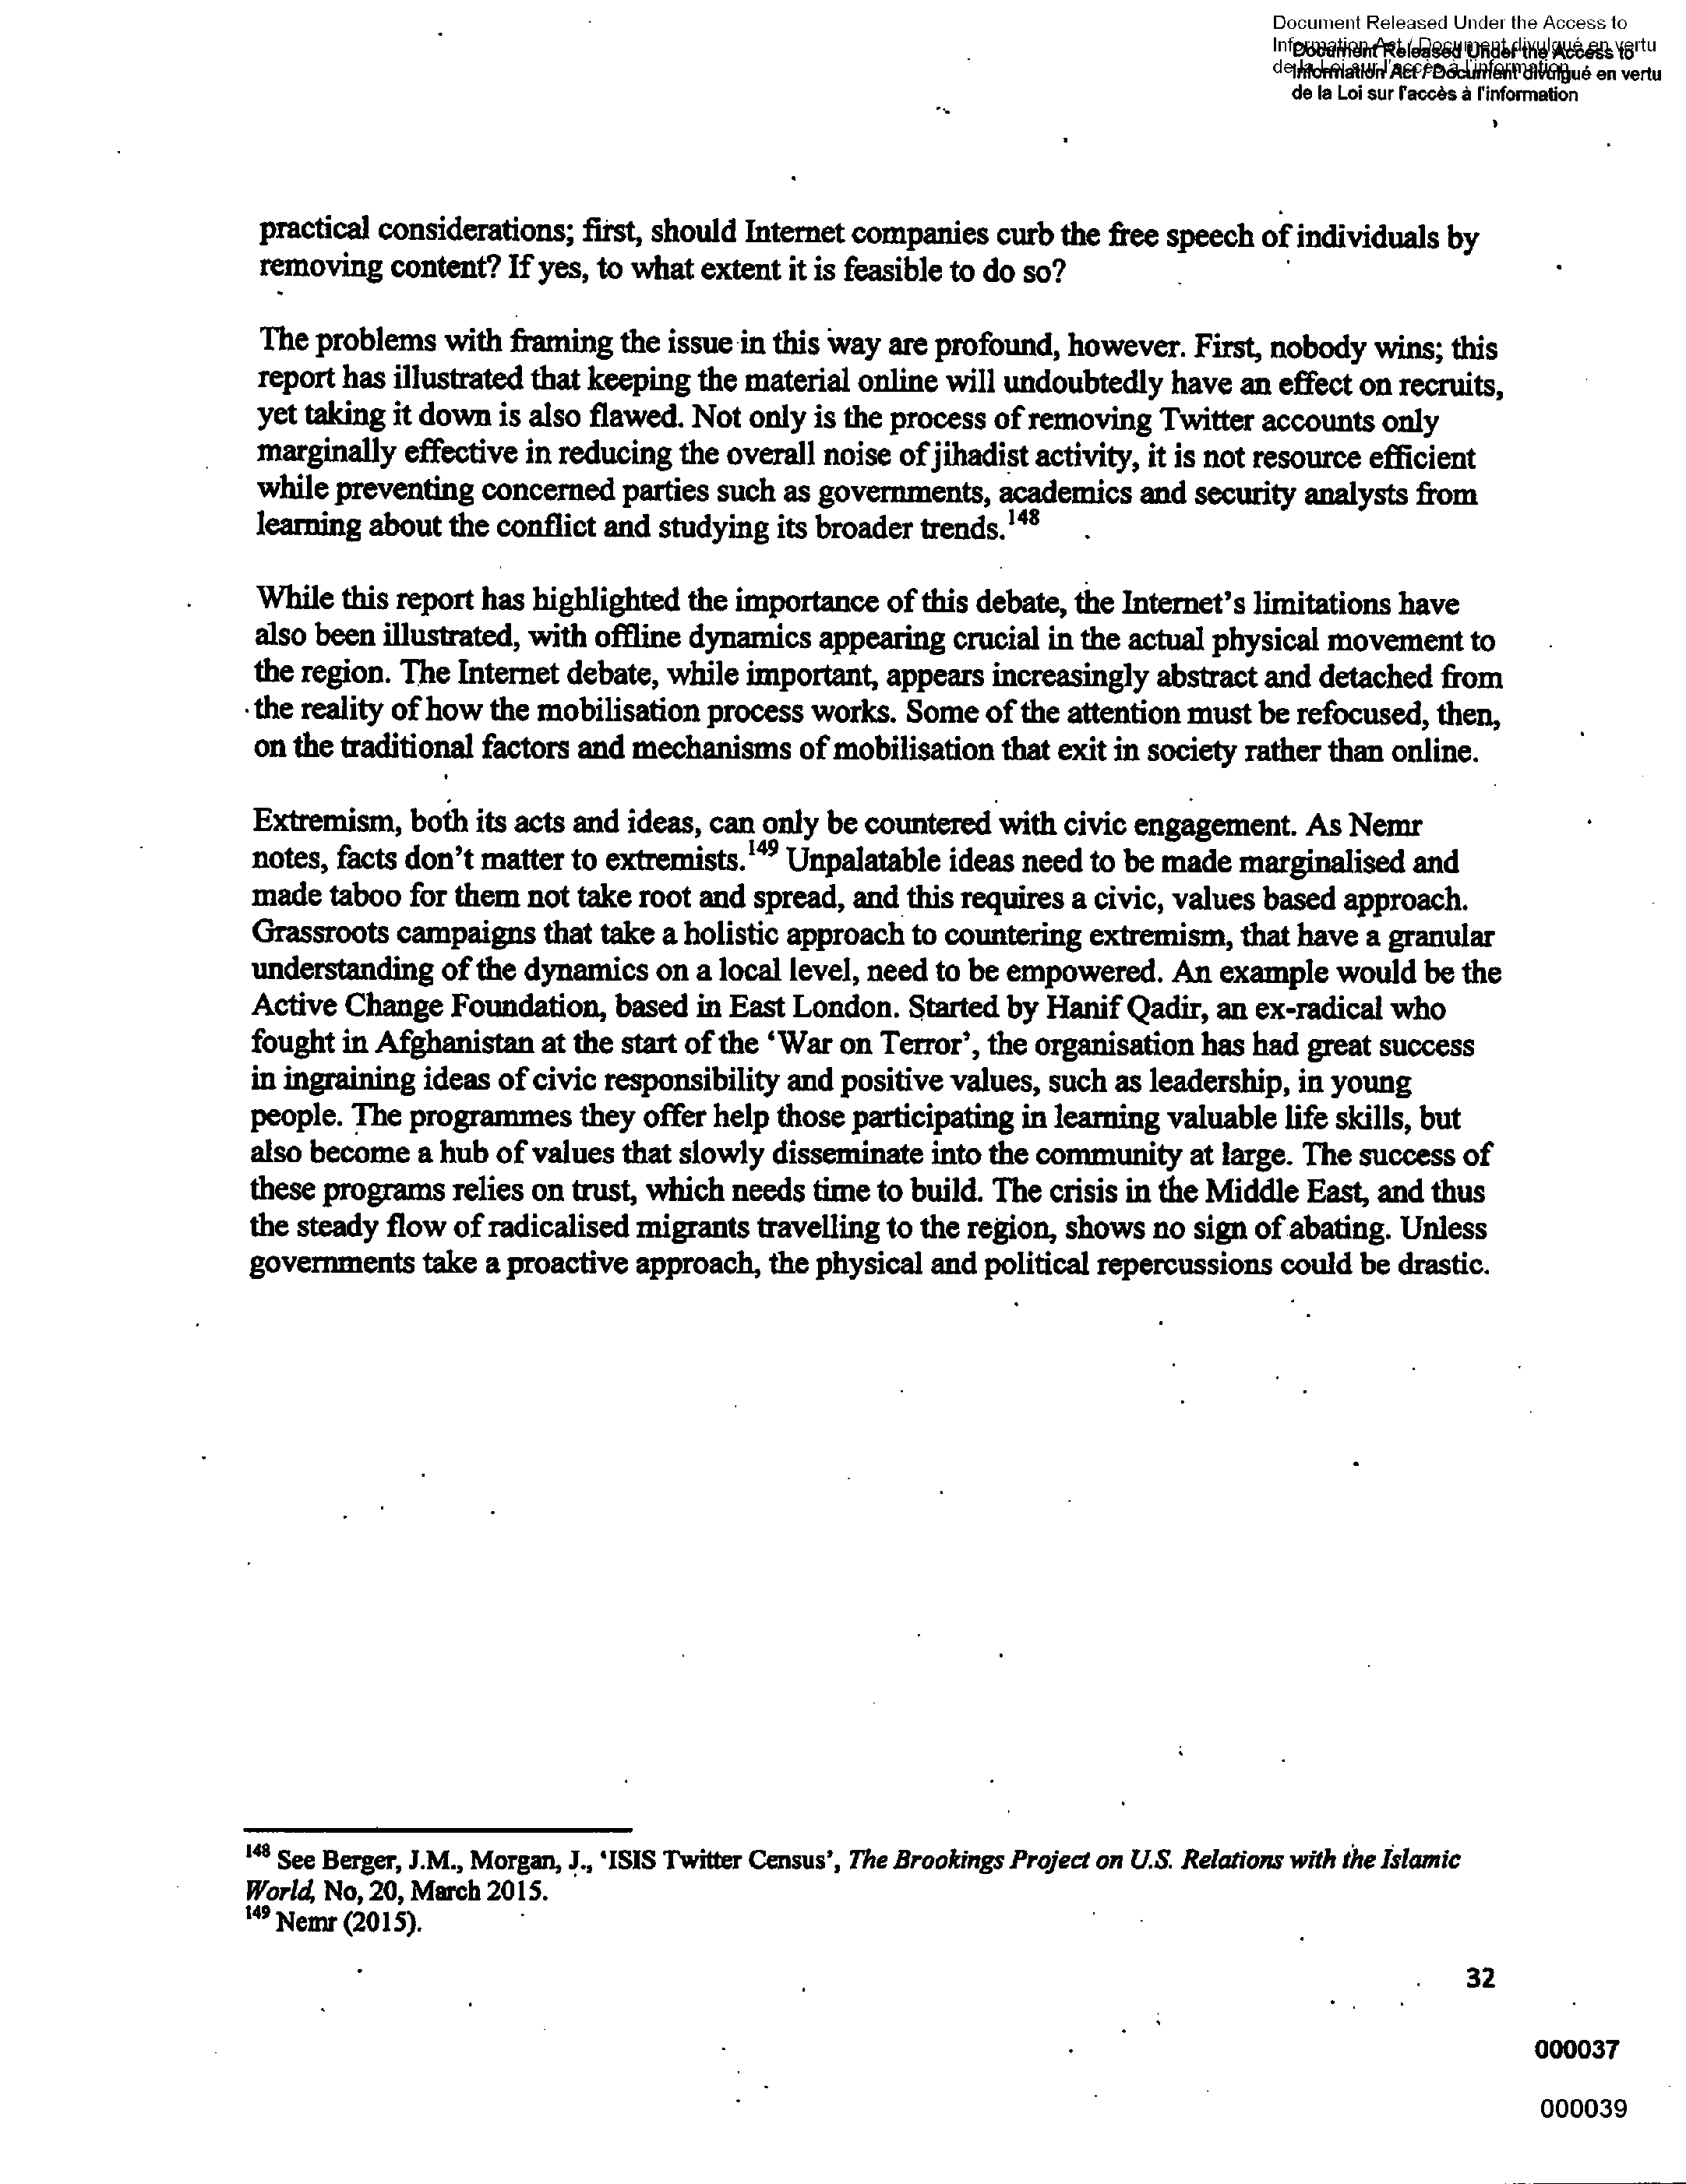 Document Released Under the Access to
Information Act / Document divulgué en vertu
de la Loi sur l'accès à l'information
Document Released Under the Access to
Information Act / Document divulgué en vertu
de la Loi sur l'accès à l'information
practical considerations; first, should Internet companies curb the free speech of individuals by
removing content? If yes, to what extent it is feasible to do so?
The problems with framing the issue in this way are profound, however. First, nobody wins; this
report has illustrated that keeping the material online will undoubtedly have an effect on recruits,
yet taking it down is also flawed. Not only is the process of removing Twitter accounts only
marginally effective in reducing the overall noise of jihadist activity, it is not resource efficient
while preventing concerned parties such as governments, academics and security analysts from
learning about the conflict and studying its broader trends.148
While this report has highlighted the importance of this debate, the Internet's limitations have
also been illustrated, with offline dynamics appearing crucial in the actual physical movement to
the region. The Internet debate, while important, appears increasingly abstract and detached from
the reality of how the mobilisation process works. Some of the attention must be refocused, then,
on the traditional factors and mechanisms of mobilisation that exit in society rather than online.
Extremism, both its acts and ideas, can only be countered with civic engagement. As Nemr
notes, facts don't matter to extremists.149 Unpalatable ideas need to be made marginalised and
made taboo for them not take root and spread, and this requires a civic, values based approach.
Grassroots campaigns that take a holistic approach to countering extremism, that have a granular
understanding of the dynamics on a local level, need to be empowered. An example would be the
Active Change Foundation, based in East London. Started by Hanif Qadir, an ex-radical who
fought in Afghanistan at the start of the 'War on Terror', the organisation has had great success
in ingraining ideas of civic responsibility and positive values, such as leadership, in young
people. The programmes they offer help those participating in learning valuable life skills, but
also become a hub of values that slowly disseminate into the community at large. The success of
these programs relies on trust, which needs time to build. The crisis in the Middle East, and thus
the steady flow of radicalised migrants travelling to the region, shows no sign of abating. Unless
governments take a proactive approach, the physical and political repercussions could be drastic.
148 See Berger, J.M., Morgan, J., 'ISIS Twitter Census', The Brookings Project on U.S. Relations with the Islamic
World, No, 20, March 2015.
149 Nemr (2015).
32
000037
000039